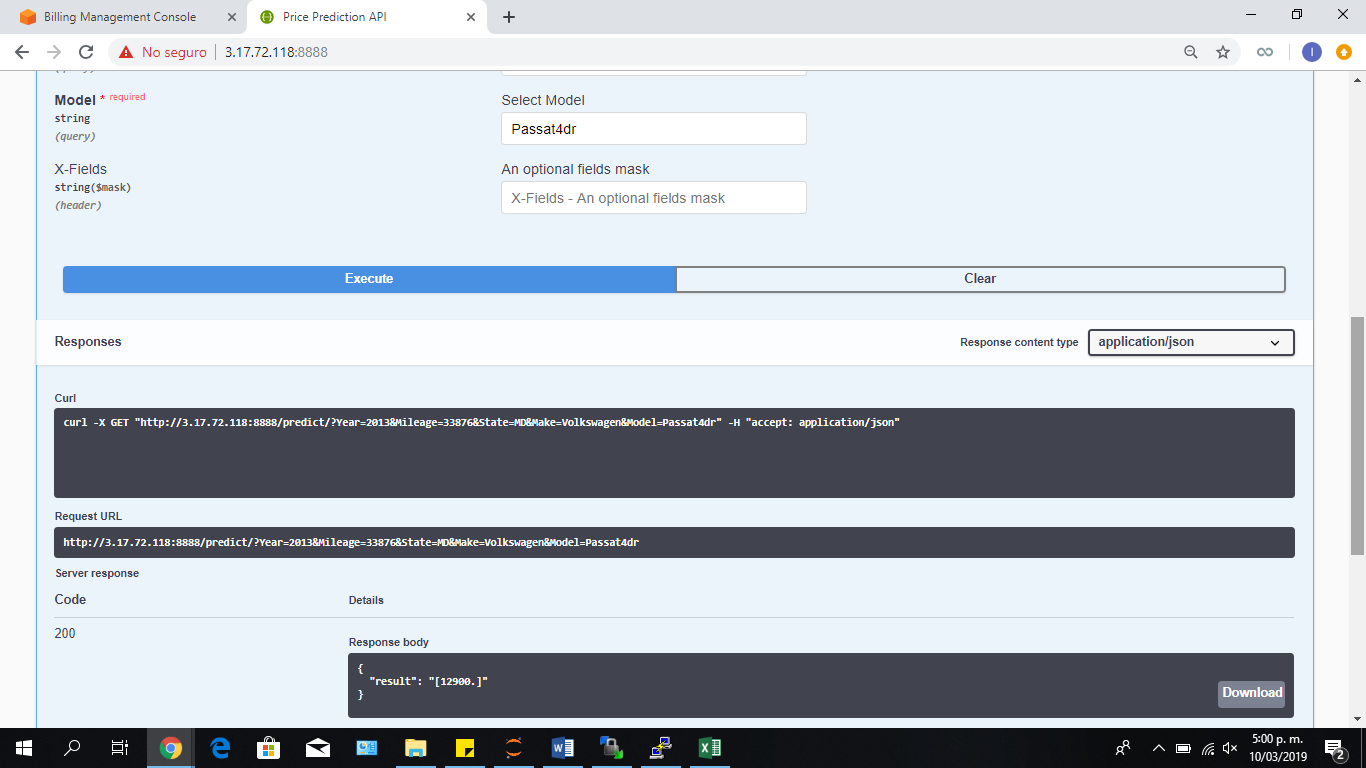 Billing Management Console
Price Prediction API
No seguro
3.17.72.118:8888
Model * required
string
(query)
Select Model
Passat4dr
X-Fields
string($mask)
(header)
An optional fields mask
X-Fields - An optional fields mask
Execute
Clear
Responses
Response content type
application/json
Curl
curl -X GET "http://3.17.72.118:8888/predict/?Year=2013&Mileage=33876&State=MD&Make=Volkswagen&Model=Passat4dr" -H "accept: application/json"
Request URL
http://3.17.72.118:8888/predict/?Year=2013&Mileage=33876&State=MD&Make=Volkswagen&Model=Passat4dr
Server response
Code
Details
200
Response body
{
"result": "[12900.]"
}
Download
5:00 p. m.
10/03/2019
2